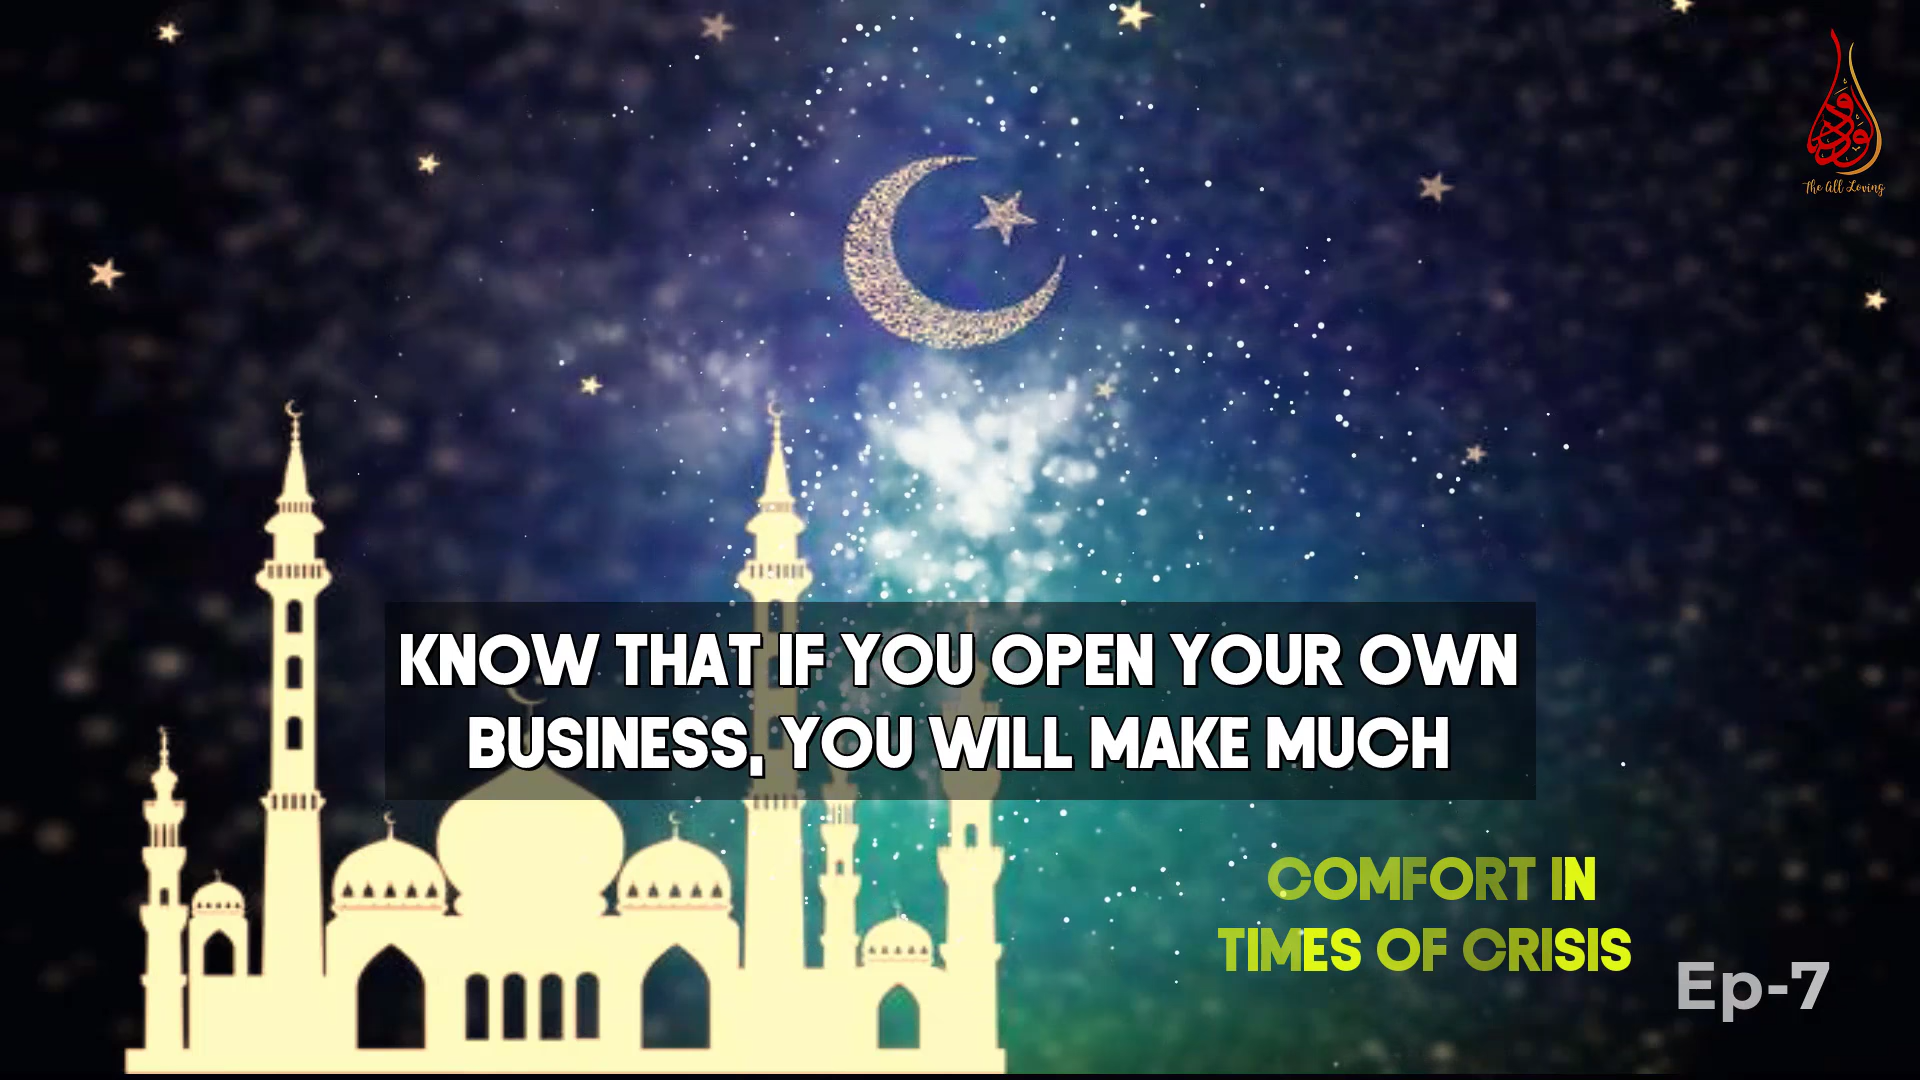 الودود
The All Loving
KNOW THAT IF YOU OPEN YOUR OWN
BUSINESS, YOU WILL MAKE MUCH
COMFORT IN
TIMES OF CRISIS
Ep-7